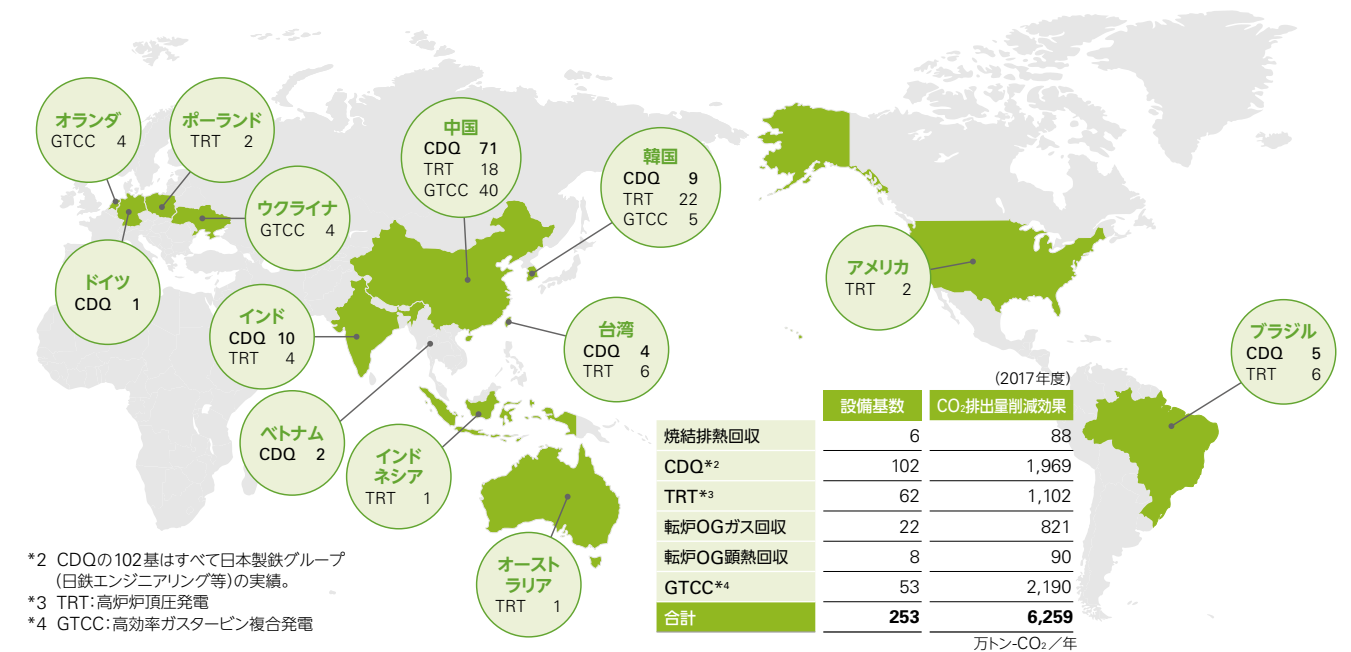 オランダ
GTCC 4
ポーランド
TRT 2
中国
CDQ 71
TRT 18
GTCC 40
韓国
CDQ 9
TRT 22
GTCC 5
ウクライナ
GTCC 4
ドイツ
CDQ 1
インド
CDQ 10
TRT 4
台湾
CDQ 4
TRT 6
アメリカ
TRT 2
ブラジル
CDQ 5
TRT 6
ベトナム
CDQ 2
インド
ネシア
TRT 1
オースト
ラリア
TRT 1
(2017年度)
設備基数 CO₂排出量削減効果
焼結排熱回収 6 88
CDQ*2 102 1,969
TRT*3 62 1,102
転炉OGガス回収 22 821
転炉OG顕熱回収 8 90
GTCC*4 53 2,190
合計 253 6,259
万トン-CO₂/年
*2 CDQの102基はすべて日本製鉄グループ
(日鉄エンジニアリング等)の実績。
*3 TRT:高炉炉頂圧発電
*4 GTCC:高効率ガスタービン複合発電